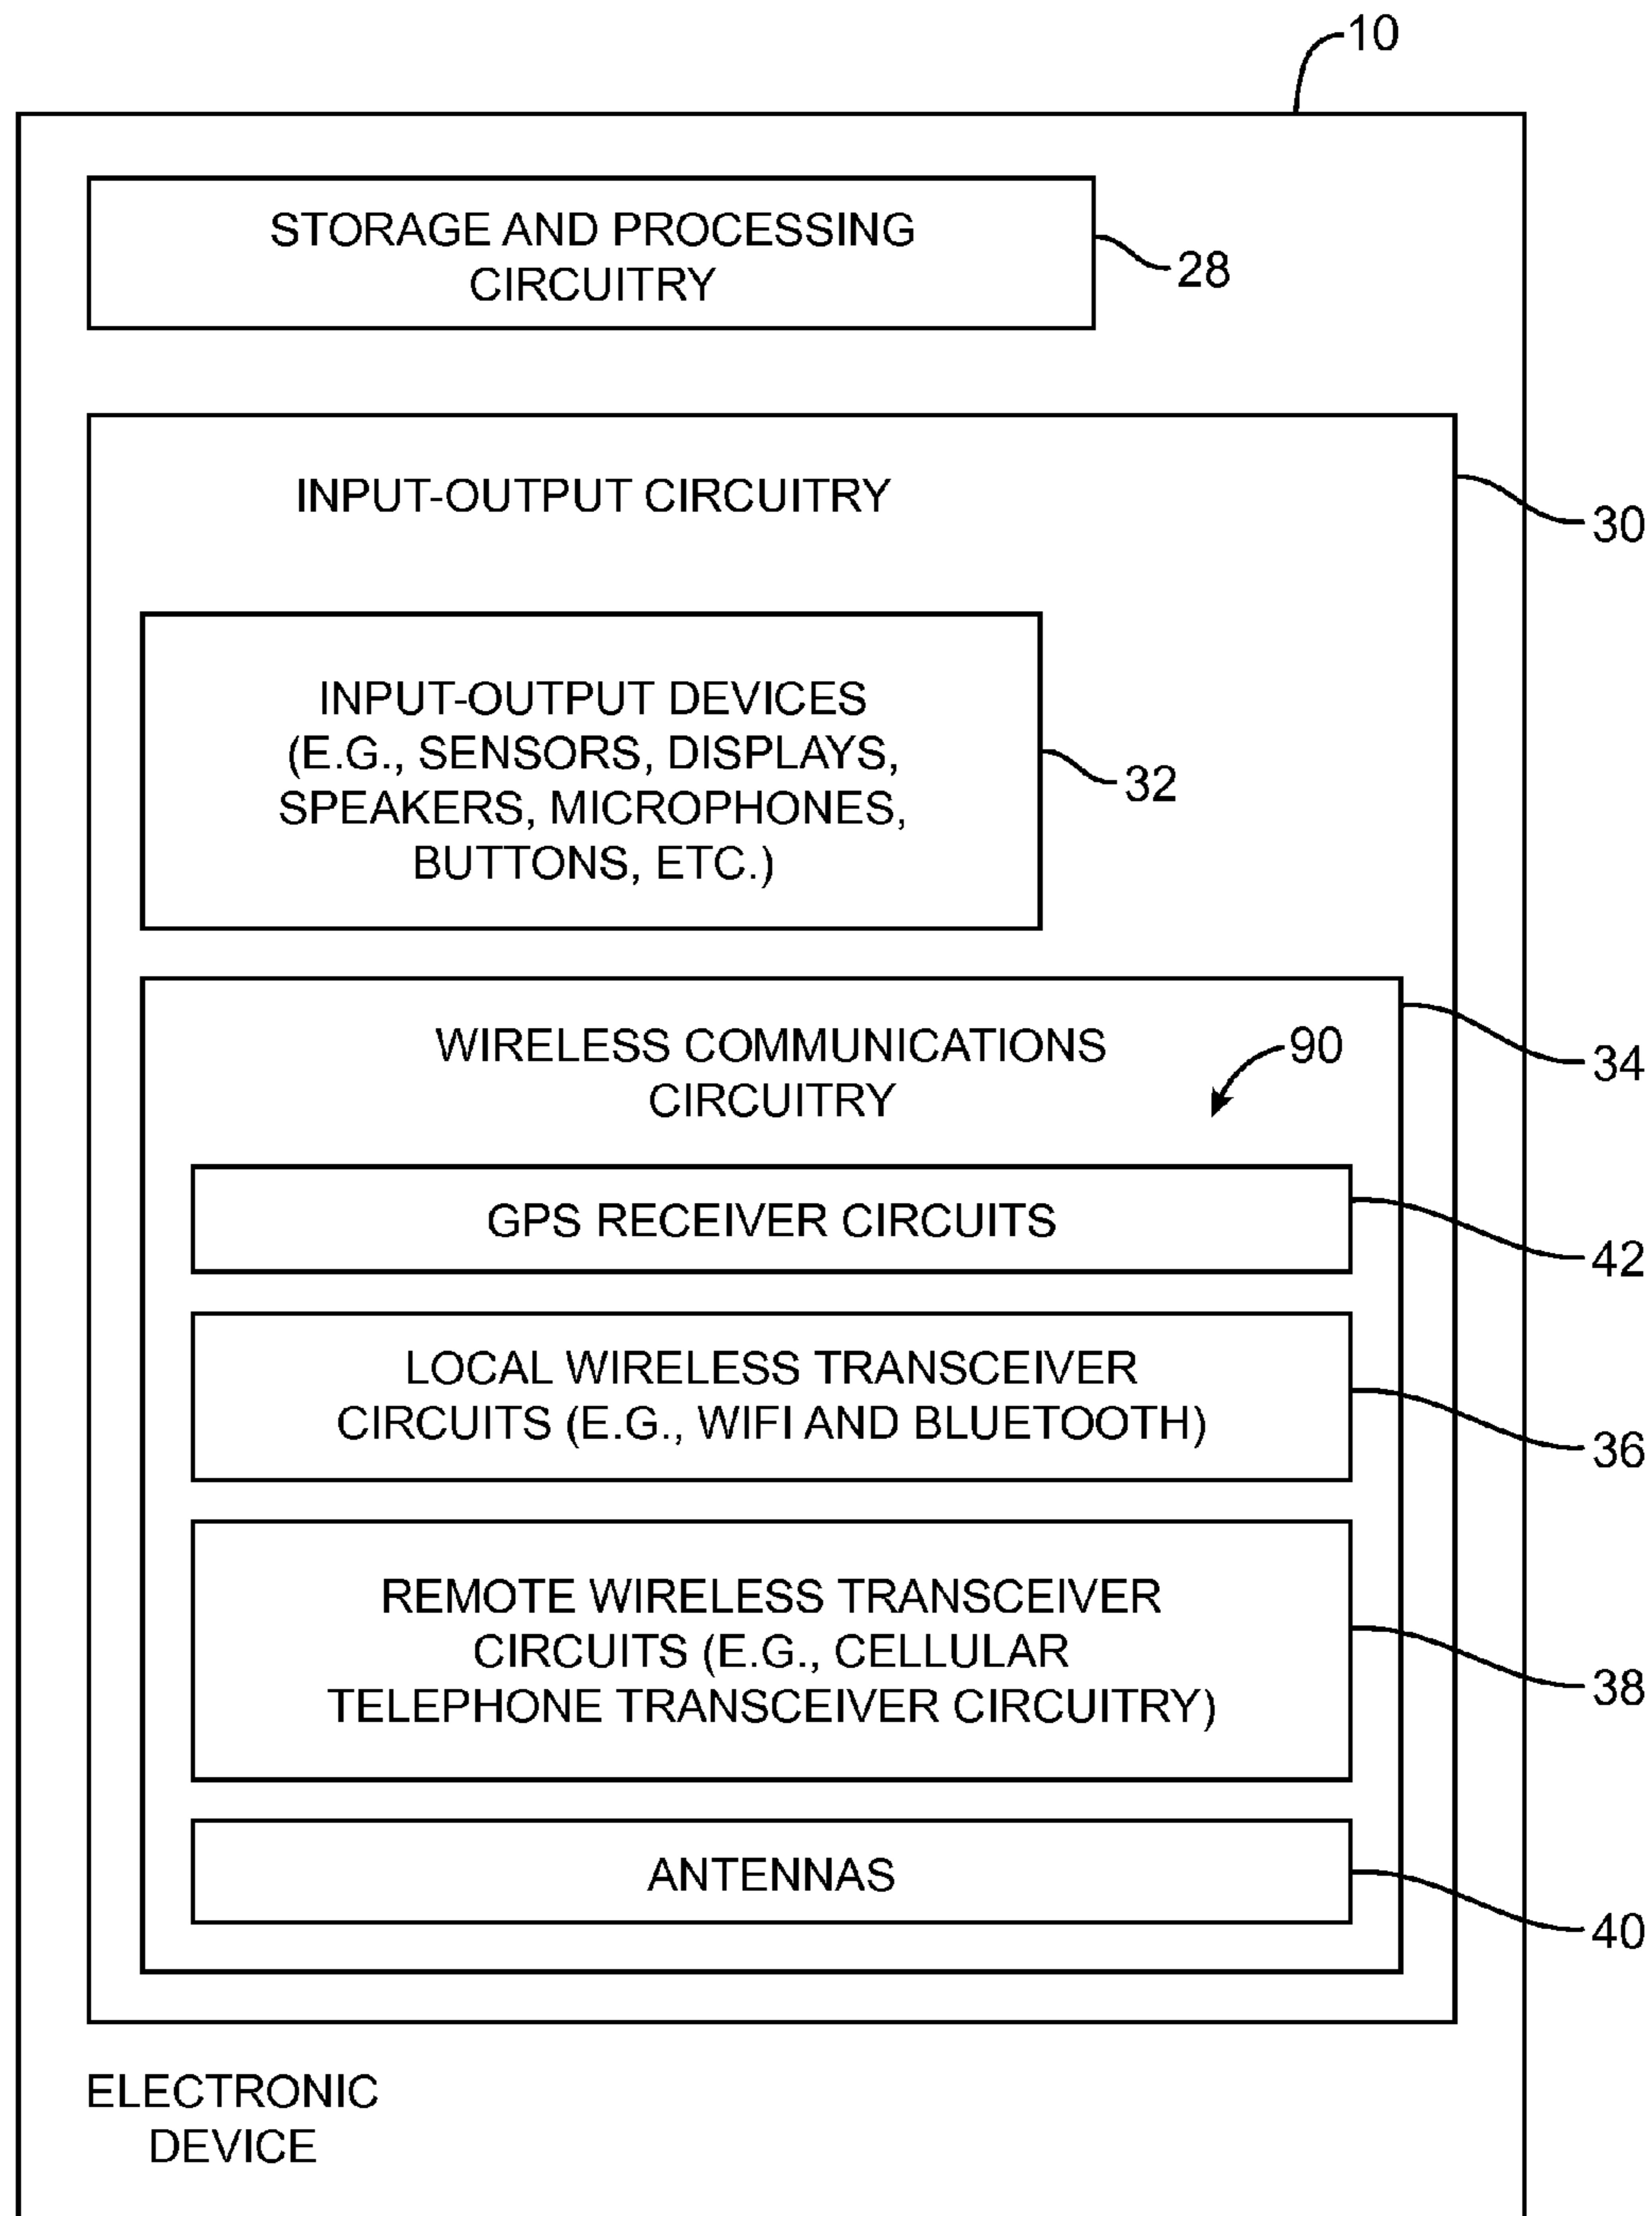 10
STORAGE AND PROCESSING
CIRCUITRY
28
INPUT-OUTPUT CIRCUITRY
30
INPUT-OUTPUT DEVICES
(E.G., SENSORS, DISPLAYS,
SPEAKERS, MICROPHONES,
BUTTONS, ETC.)
32
WIRELESS COMMUNICATIONS
CIRCUITRY
90
34
GPS RECEIVER CIRCUITS
42
LOCAL WIRELESS TRANSCEIVER
CIRCUITS (E.G., WIFI AND BLUETOOTH)
36
REMOTE WIRELESS TRANSCEIVER
CIRCUITS (E.G., CELLULAR
TELEPHONE TRANSCEIVER CIRCUITRY)
38
ANTENNAS
40
ELECTRONIC
DEVICE